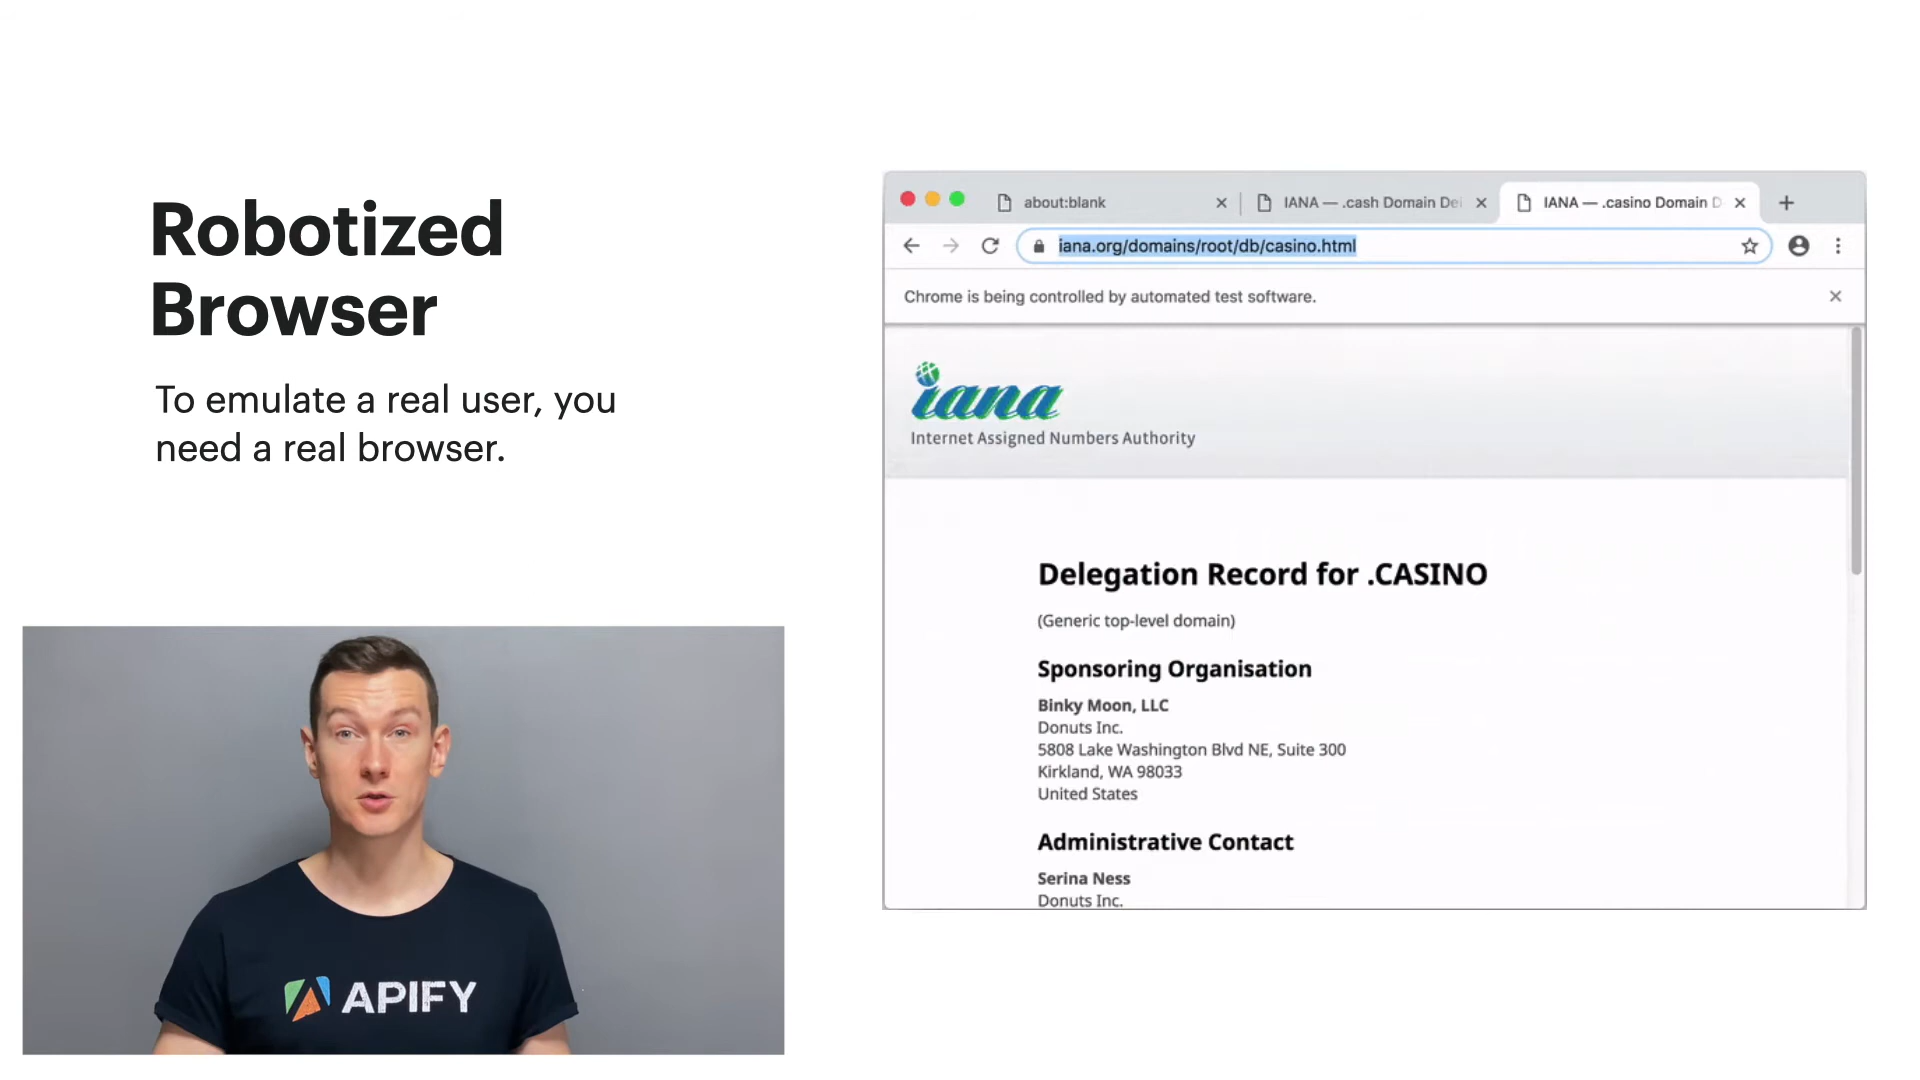 Robotized
Browser
To emulate a real user, you
need a real browser.
APIFY
about:blank
IANA — .cash Domain Del
IANA — .casino Domain D
iana.org/domains/root/db/casino.html
Chrome is being controlled by automated test software.
iana
Internet Assigned Numbers Authority
Delegation Record for .CASINO
(Generic top-level domain)
Sponsoring Organisation
Binky Moon, LLC
Donuts Inc.
5808 Lake Washington Blvd NE, Suite 300
Kirkland, WA 98033
United States
Administrative Contact
Serina Ness
Donuts Inc.